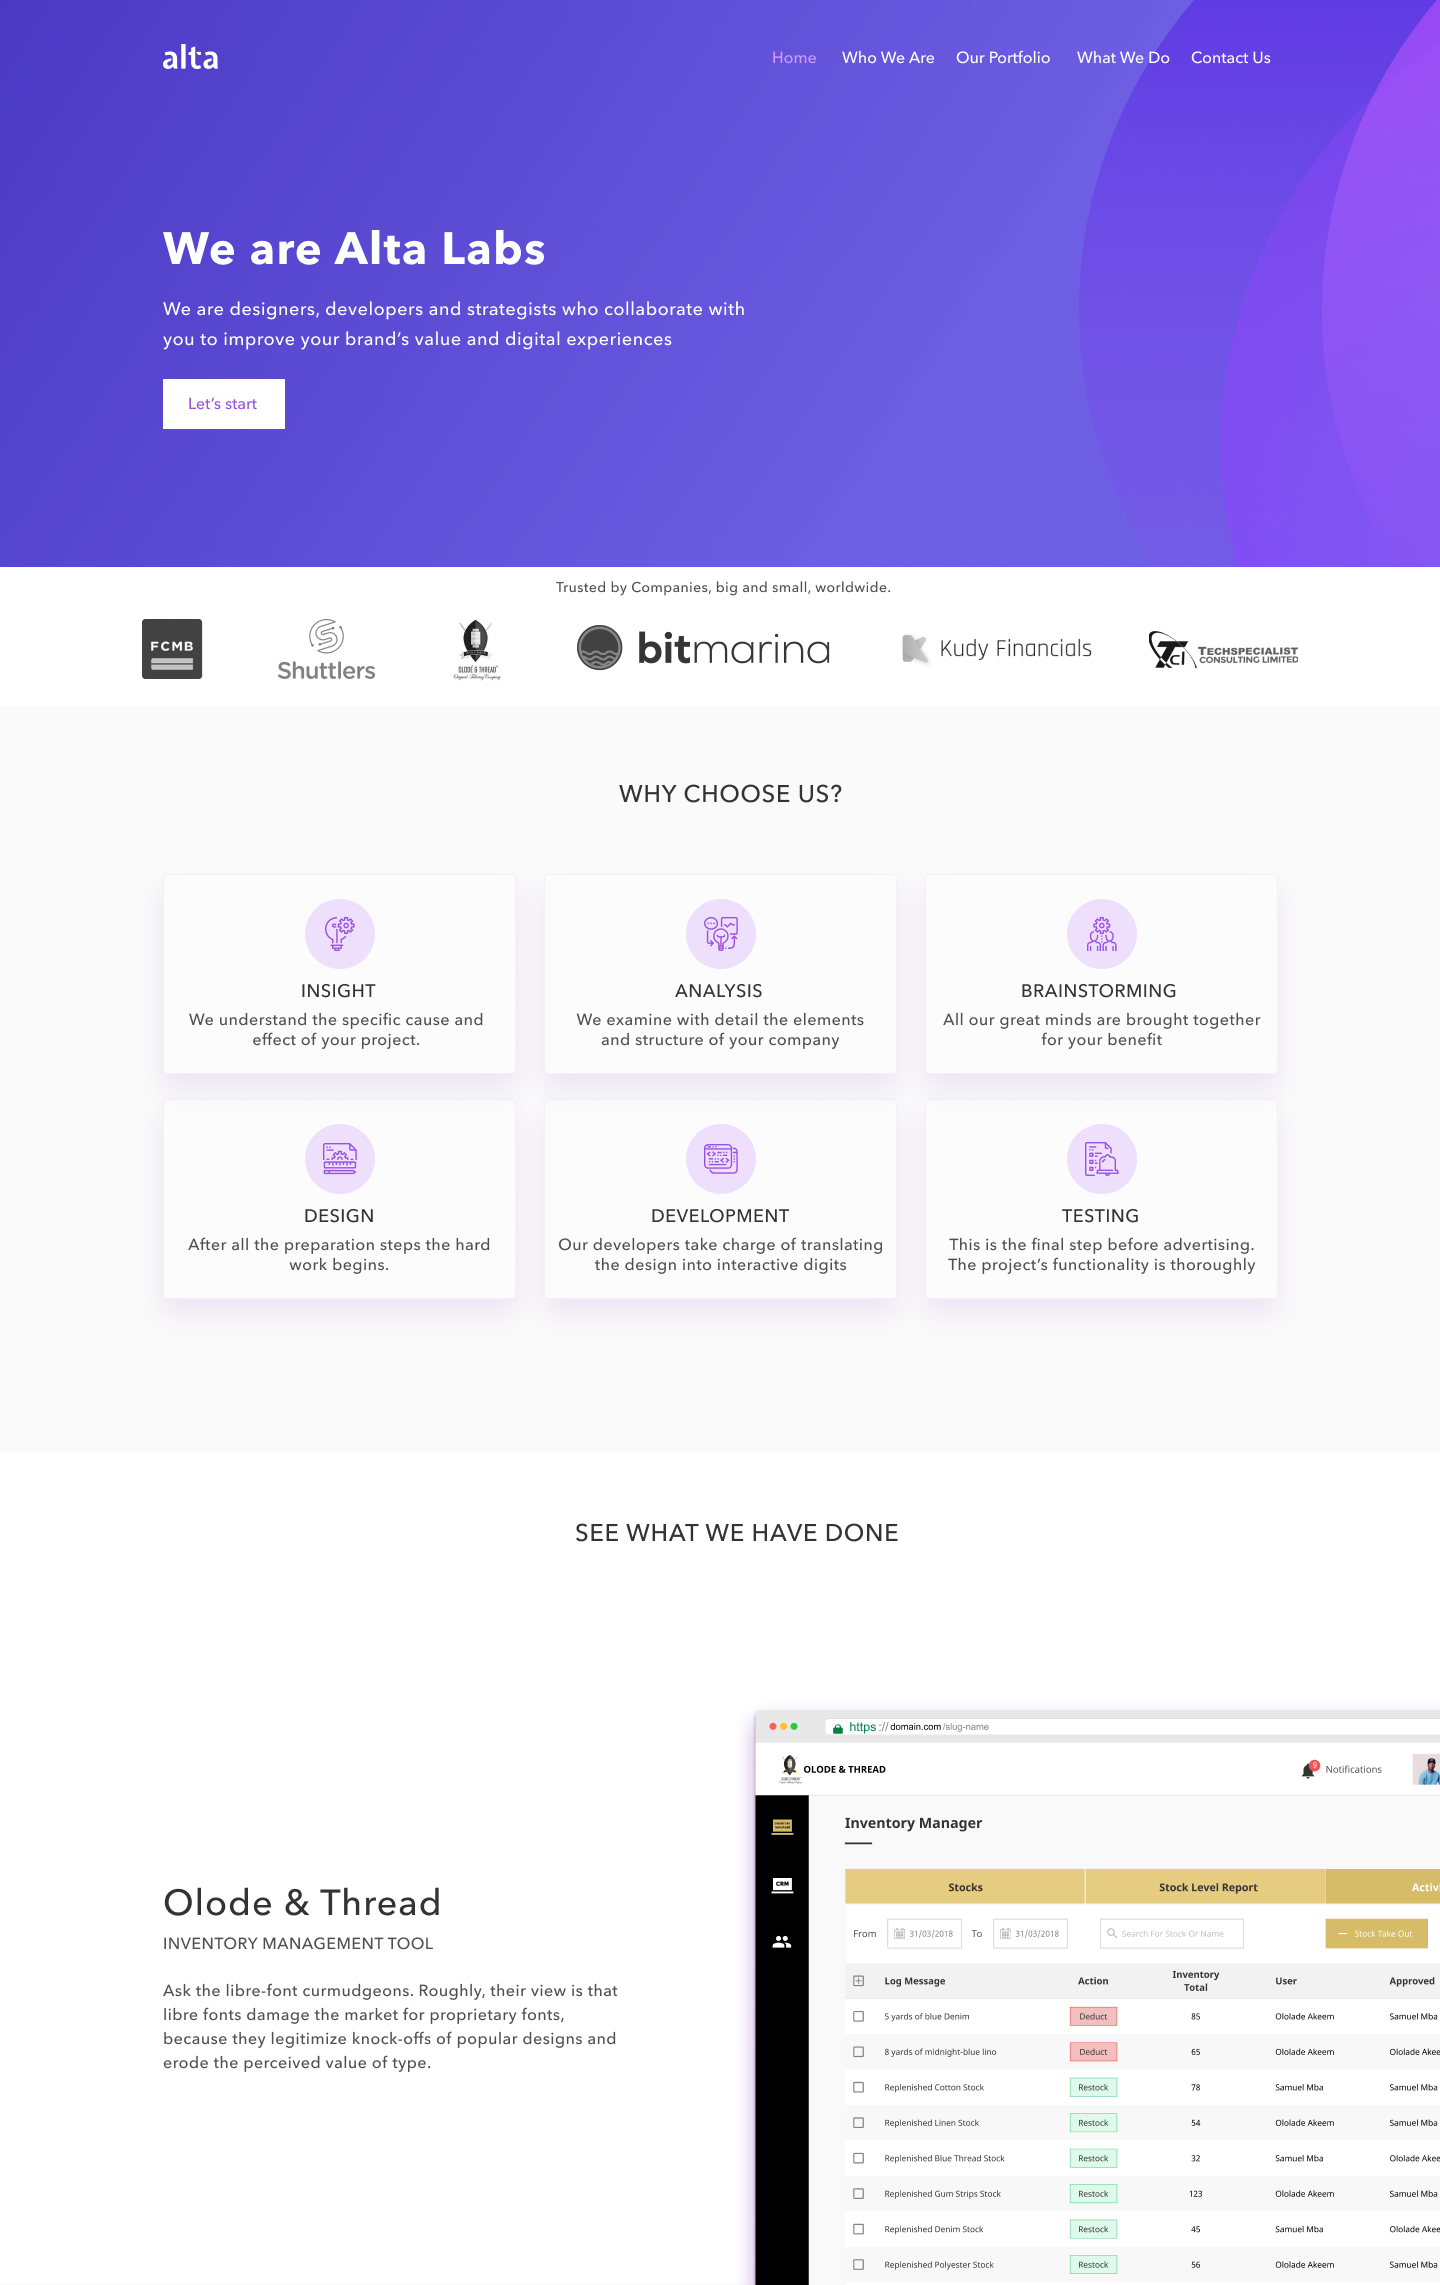 alta
Home Who We Are Our Portfolio What We Do Contact Us
We are Alta Labs
We are designers, developers and strategists who collaborate with
you to improve your brand’s value and digital experiences
Let’s start
Trusted by Companies, big and small, worldwide.
FCMB
Shuttlers
OLODE & THREAD
Original Tailoring Company
bitmarina
Kudy Financials
Tcl TECHSPECIALIST
CONSULTING LIMITED
WHY CHOOSE US?
INSIGHT
We understand the specific cause and
effect of your project.
ANALYSIS
We examine with detail the elements
and structure of your company
BRAINSTORMING
All our great minds are brought together
for your benefit
DESIGN
After all the preparation steps the hard
work begins.
DEVELOPMENT
Our developers take charge of translating
the design into interactive digits
TESTING
This is the final step before advertising.
The project’s functionality is thoroughly
SEE WHAT WE HAVE DONE
Olode & Thread
INVENTORY MANAGEMENT TOOL
Ask the libre-font curmudgeons. Roughly, their view is that
libre fonts damage the market for proprietary fonts,
because they legitimize knock-offs of popular designs and
erode the perceived value of type.
https://domain.com/slug-name
OLODE & THREAD
Notifications
INVENTORY
MANAGER
CRM
Inventory Manager
Stocks Stock Level Report Activ
From 31/03/2018 To 31/03/2018 Search For Stock Or Name Stock Take Out
Log Message Action Inventory Total User Approved
5 yards of blue Denim Deduct 85 Ololade Akeem Samuel Mba
8 yards of midnight-blue lino Deduct 65 Ololade Akeem Ololade Akee
Replenished Cotton Stock Restock 78 Samuel Mba Samuel Mba
Replenished Linen Stock Restock 54 Ololade Akeem Samuel Mba
Replenished Blue Thread Stock Restock 32 Samuel Mba Ololade Akee
Replenished Gum Strips Stock Restock 123 Ololade Akeem Samuel Mba
Replenished Denim Stock Restock 45 Samuel Mba Ololade Akee
Replenished Polyester Stock Restock 56 Ololade Akeem Samuel Mba